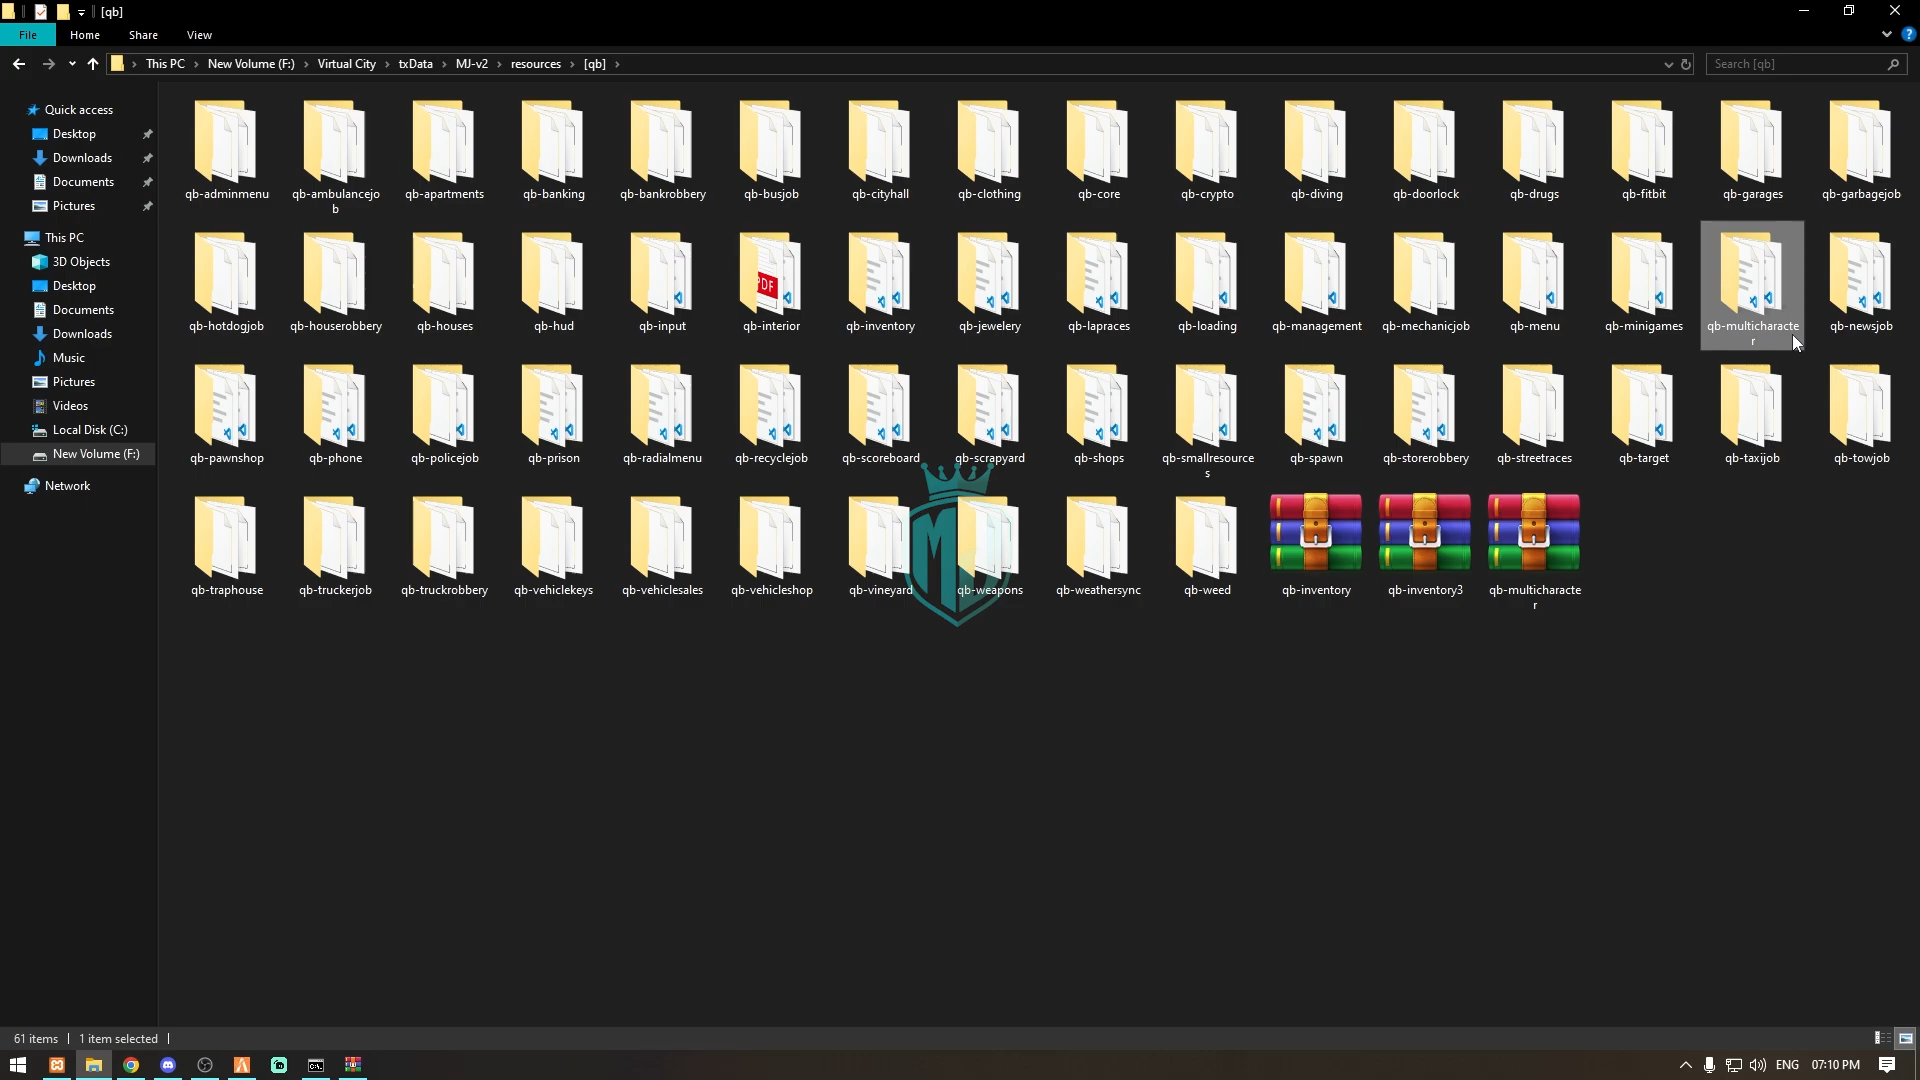 [qb]
File Home Share View
This PC New Volume (F:) Virtual City txData MJ-v2 resources [qb]
Search [qb]
Quick access
Desktop
Downloads
Documents
Pictures
This PC
3D Objects
Desktop
Documents
Downloads
Music
Pictures
Videos
Local Disk (C:)
New Volume (F:)
Network
qb-adminmenu
qb-ambulancejo
b
qb-apartments
qb-banking
qb-bankrobbery
qb-busjob
qb-cityhall
qb-clothing
qb-core
qb-crypto
qb-diving
qb-doorlock
qb-drugs
qb-fitbit
qb-garages
qb-garbagejob
qb-hotdogjob
qb-houserobbery
qb-houses
qb-hud
qb-input
PDF
qb-interior
qb-inventory
qb-jewelery
qb-lapraces
qb-loading
qb-management
qb-mechanicjob
qb-menu
qb-minigames
qb-multicharacte
r
qb-newsjob
qb-pawnshop
qb-phone
qb-policejob
qb-prison
qb-radialmenu
qb-recyclejob
qb-scoreboard
qb-scrapyard
qb-shops
qb-smallresource
s
qb-spawn
qb-storerobbery
qb-streetraces
qb-target
qb-taxijob
qb-towjob
qb-traphouse
qb-truckerjob
qb-truckrobbery
qb-vehiclekeys
qb-vehiclesales
qb-vehicleshop
qb-vineyard
qb-weapons
qb-weathersync
qb-weed
qb-inventory
qb-inventory3
qb-multicharacte
r
61 items 1 item selected
ENG 07:10 PM